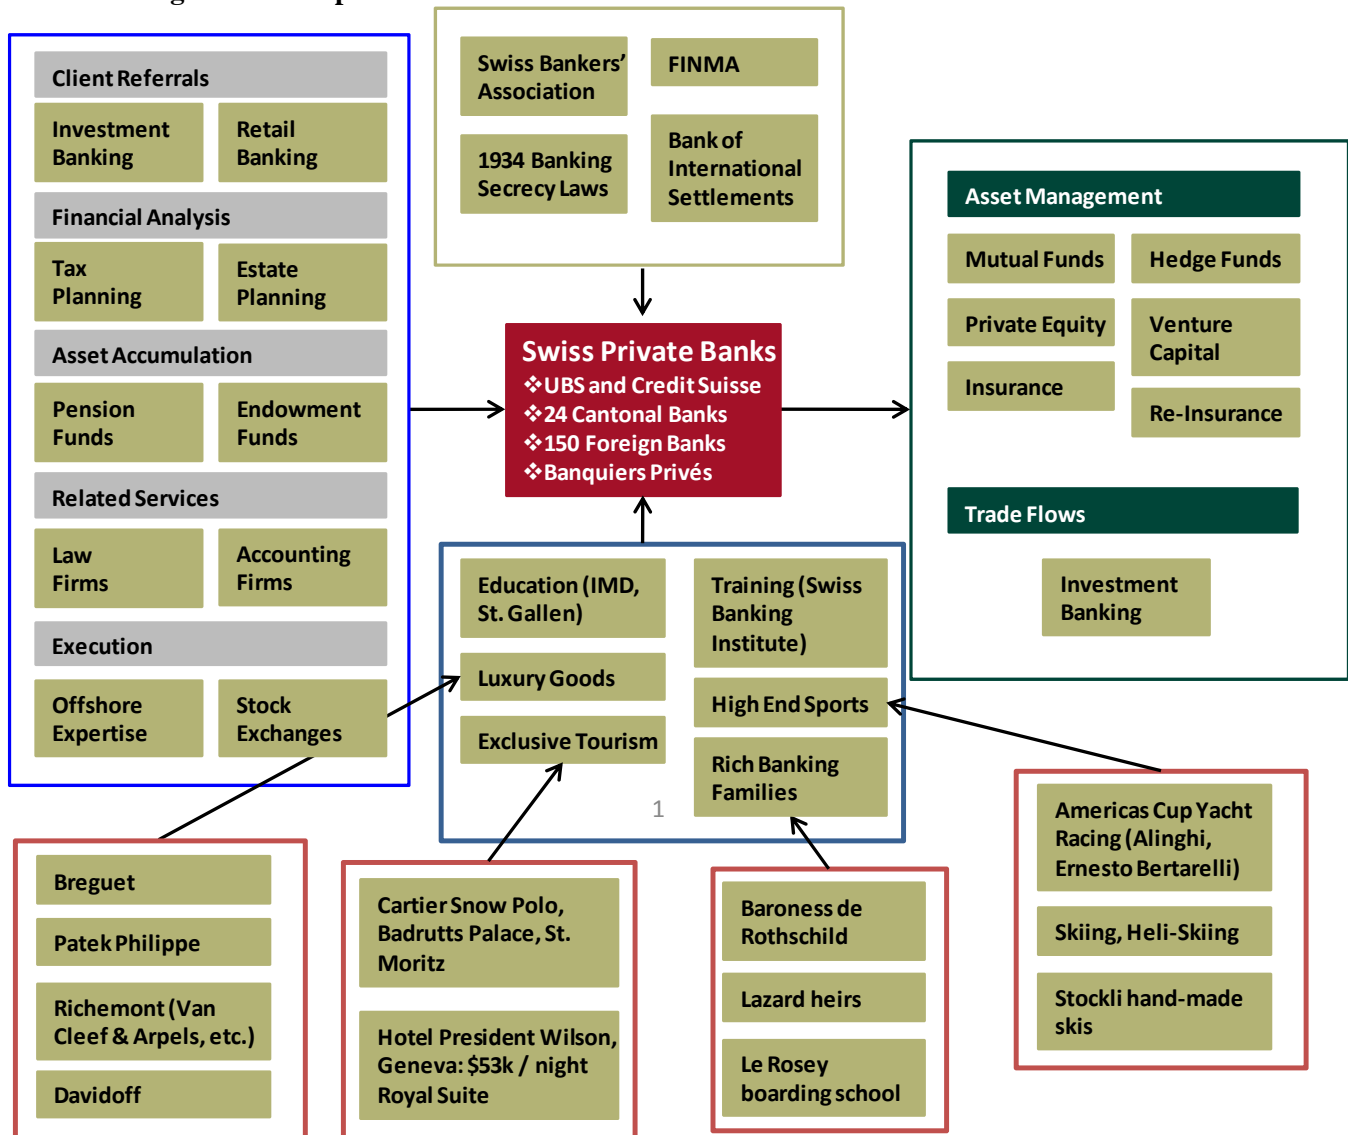 Client Referrals
Investment
Banking
Retail
Banking
Financial Analysis
Tax
Planning
Estate
Planning
Asset Accumulation
Pension
Funds
Endowment
Funds
Related Services
Law
Firms
Accounting
Firms
Execution
Offshore
Expertise
Stock
Exchanges
Swiss Bankers’
Association
FINMA
1934 Banking
Secrecy Laws
Bank of
International
Settlements
Swiss Private Banks
❖UBS and Credit Suisse
❖24 Cantonal Banks
❖150 Foreign Banks
❖Banquiers Privés
Asset Management
Mutual Funds
Hedge Funds
Private Equity
Venture
Capital
Insurance
Re-Insurance
Trade Flows
Investment
Banking
Education (IMD,
St. Gallen)
Training (Swiss
Banking
Institute)
Luxury Goods
High End Sports
Exclusive Tourism
Rich Banking
Families
1
Breguet
Patek Philippe
Richemont (Van
Cleef & Arpels, etc.)
Davidoff
Cartier Snow Polo,
Badrutts Palace, St.
Moritz
Hotel President Wilson,
Geneva: $53k / night
Royal Suite
Baroness de
Rothschild
Lazard heirs
Le Rosey
boarding school
Americas Cup Yacht
Racing (Alinghi,
Ernesto Bertarelli)
Skiing, Heli-Skiing
Stockli hand-made
skis